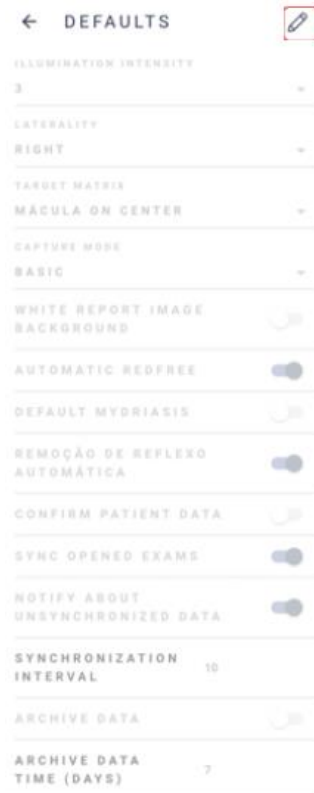 DEFAULTS
ILLUMINATION INTENSITY
3
LATERALITY
RIGHT
TARGET MATRIX
MÁCULA ON CENTER
CAPTURE MODE
BASIC
WHITE REPORT IMAGE
BACKGROUND
AUTOMATIC REDFREE
DEFAULT MYDRIASIS
REMOÇÃO DE REFLEXO
AUTOMÁTICA
CONFIRM PATIENT DATA
SYNC OPENED EXAMS
NOTIFY ABOUT
UNSYNCHRONIZED DATA
SYNCHRONIZATION
INTERVAL 10
ARCHIVE DATA
ARCHIVE DATA
TIME (DAYS) 7